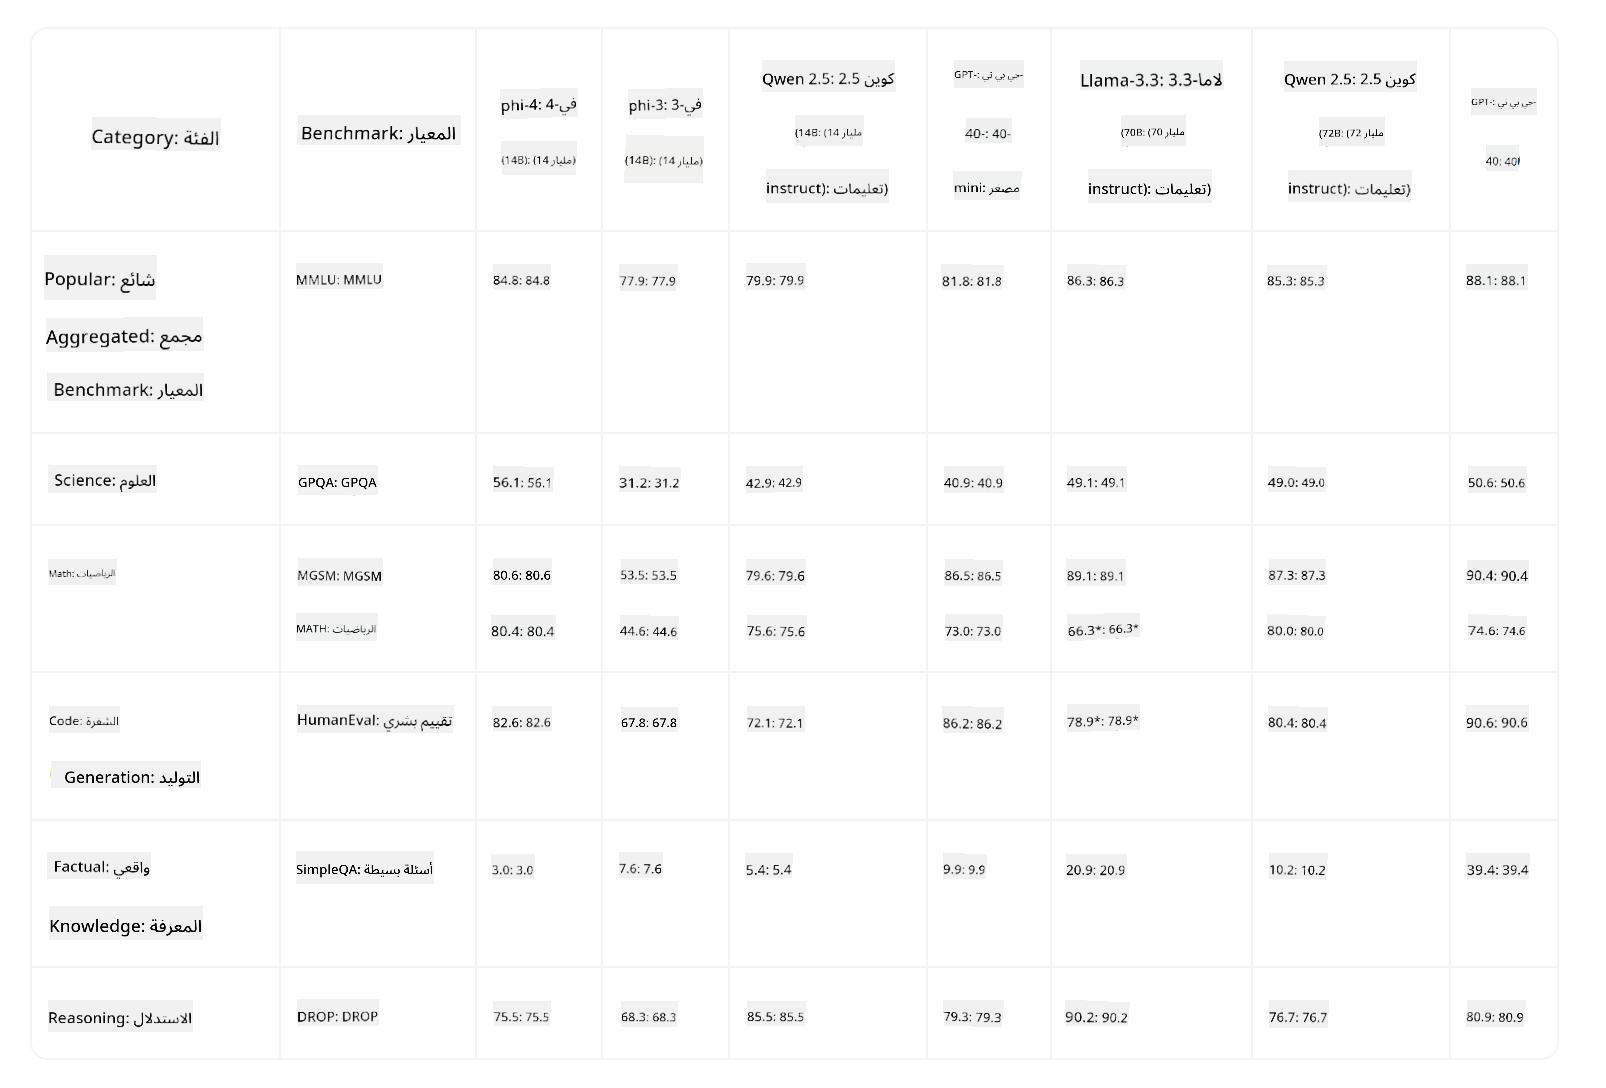 Category: الفئة
Benchmark: المعيار
phi-4: في-4
(14B): (14 مليار)
phi-3: في-3
(14B): (14 مليار)
Qwen 2.5: كوين 2.5
(14B: (14 مليار
instruct): تعليمات)
GPT-: جي بي تي-
40-: 40-
mini: مصغر
Llama-3.3: لاما-3.3
(70B: (70 مليار
instruct): تعليمات)
Qwen 2.5: كوين 2.5
(72B: (72 مليار
instruct): تعليمات)
GPT-: جي بي تي-
40: 40
Popular: شائع
Aggregated: مجمع
Benchmark: المعيار
MMLU: MMLU
84.8: 84.8
77.9: 77.9
79.9: 79.9
81.8: 81.8
86.3: 86.3
85.3: 85.3
88.1: 88.1
Science: العلوم
GPQA: GPQA
56.1: 56.1
31.2: 31.2
42.9: 42.9
40.9: 40.9
49.1: 49.1
49.0: 49.0
50.6: 50.6
Math: الرياضيات
MGSM: MGSM
80.6: 80.6
53.5: 53.5
79.6: 79.6
86.5: 86.5
89.1: 89.1
87.3: 87.3
90.4: 90.4
MATH: الرياضيات
80.4: 80.4
44.6: 44.6
75.6: 75.6
73.0: 73.0
66.3*: 66.3*
80.0: 80.0
74.6: 74.6
Code: الشفرة
Generation: التوليد
HumanEval: تقييم بشري
82.6: 82.6
67.8: 67.8
72.1: 72.1
86.2: 86.2
78.9*: 78.9*
80.4: 80.4
90.6: 90.6
Factual: واقعي
Knowledge: المعرفة
SimpleQA: أسئلة بسيطة
3.0: 3.0
7.6: 7.6
5.4: 5.4
9.9: 9.9
20.9: 20.9
10.2: 10.2
39.4: 39.4
Reasoning: الاستدلال
DROP: DROP
75.5: 75.5
68.3: 68.3
85.5: 85.5
79.3: 79.3
90.2: 90.2
76.7: 76.7
80.9: 80.9